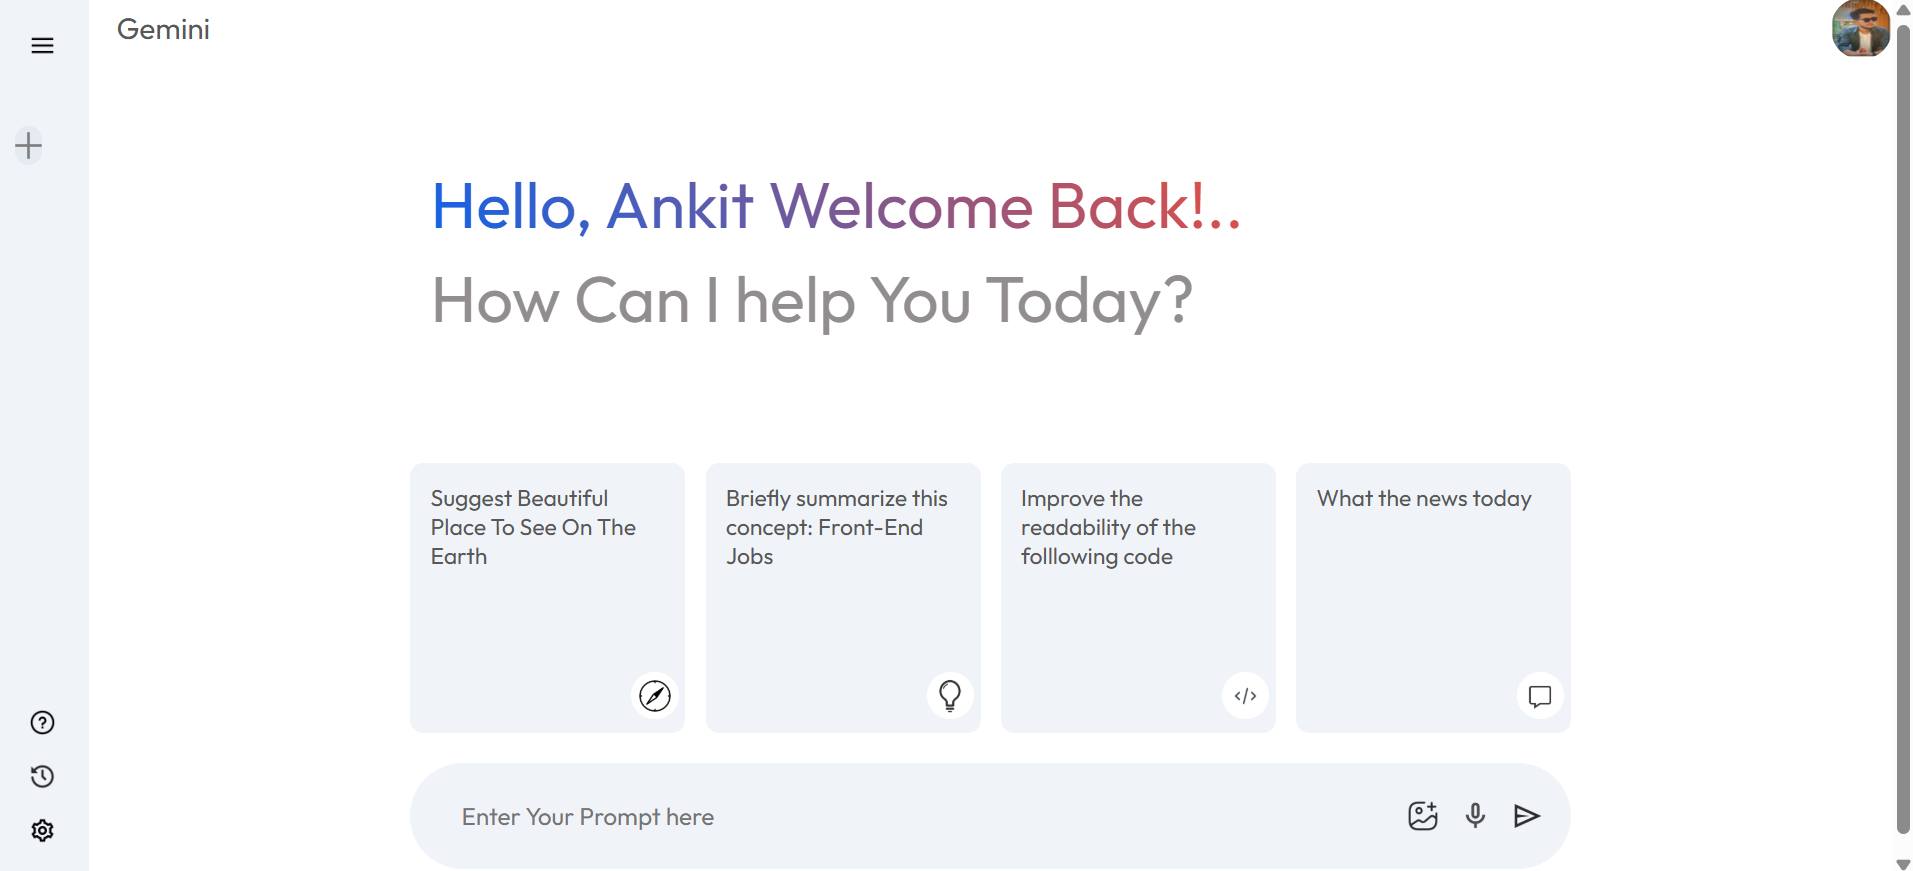 Gemini
Hello, Ankit Welcome Back!..
How Can I help You Today?
Suggest Beautiful
Place To See On The
Earth
Briefly summarize this
concept: Front-End
Jobs
Improve the
readability of the
folllowing code
What the news today
Enter Your Prompt here